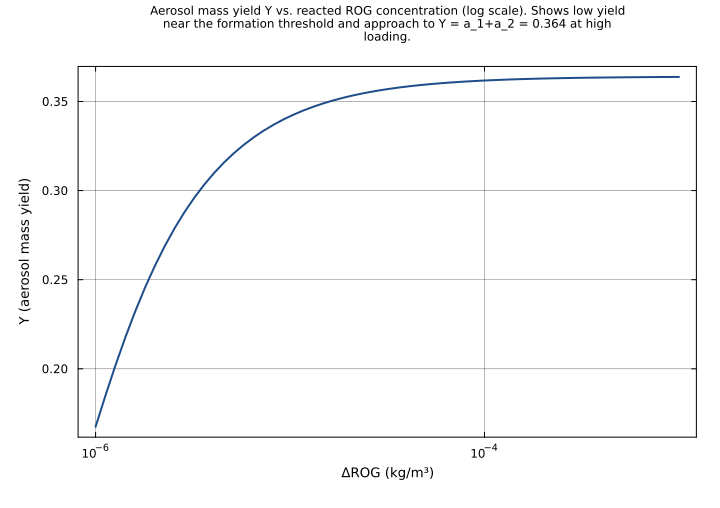 Aerosol mass yield Y vs. reacted ROG concentration (log scale). Shows low yield
near the formation threshold and approach to Y = a_1+a_2 = 0.364 at high
loading.
0.35
0.30
0.25
0.20
Y (aerosol mass yield)
10⁻⁶
10⁻⁴
ΔROG (kg/m³)